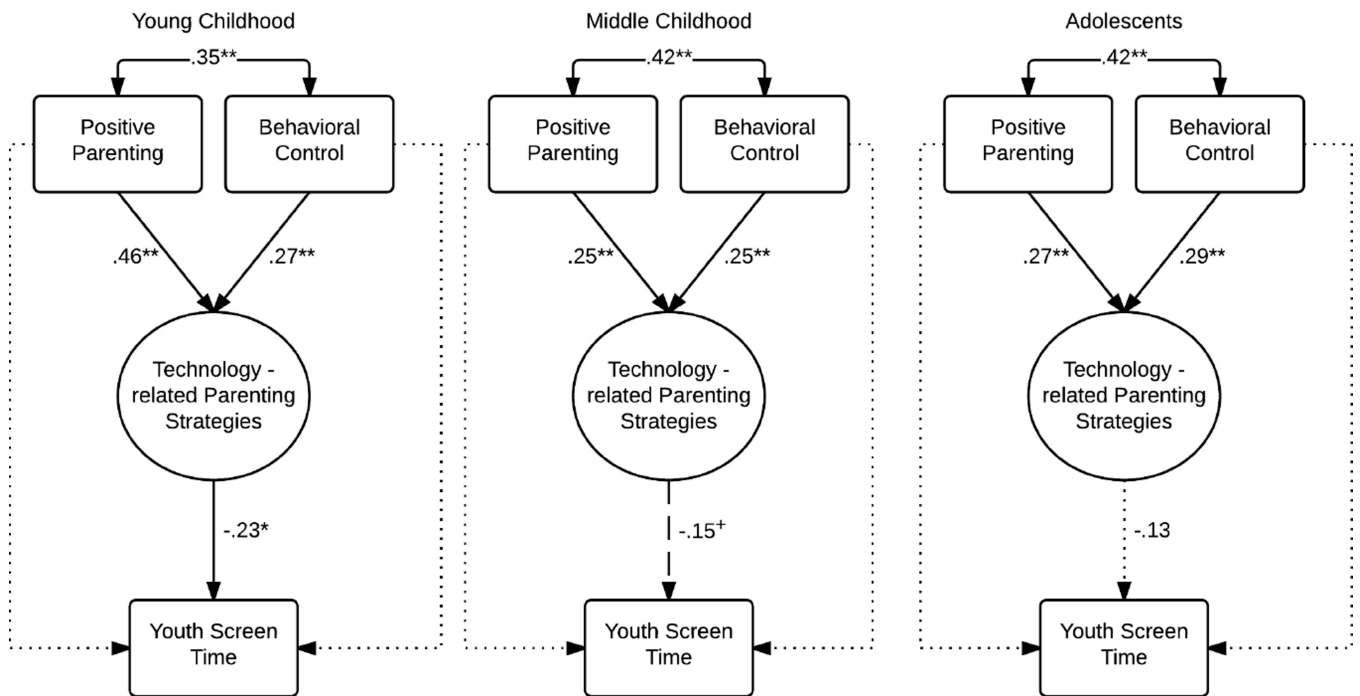 Young Childhood
.35**
Positive
Parenting
Behavioral
Control
.46**
.27**
Technology -
related Parenting
Strategies
-.23*
Youth Screen
Time
Middle Childhood
.42**
Positive
Parenting
Behavioral
Control
.25**
.25**
Technology -
related Parenting
Strategies
-.15+
Youth Screen
Time
Adolescents
.42**
Positive
Parenting
Behavioral
Control
.27**
.29**
Technology -
related Parenting
Strategies
-.13
Youth Screen
Time